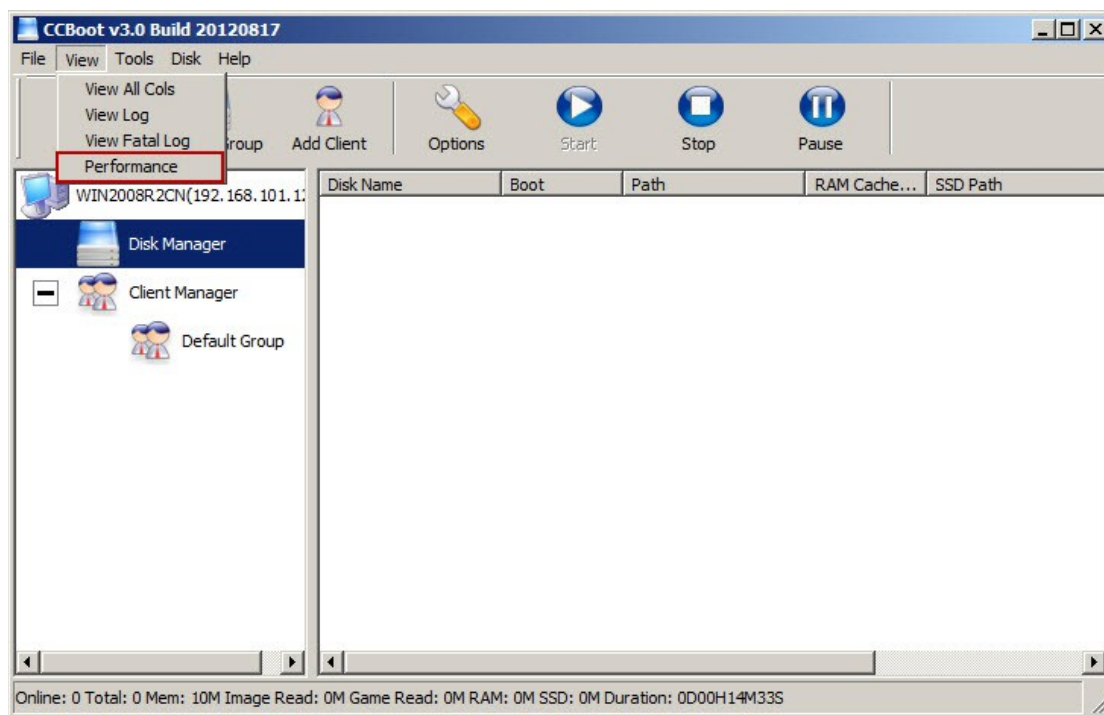 CCBoot v3.0 Build 20120817
File View Tools Disk Help
View All Cols
View Log
View Fatal Log
Performance
roup Add Client Options Start Stop Pause
WIN2008R2CN(192.168.101.12
Disk Manager
Client Manager
Default Group
Disk Name Boot Path RAM Cache... SSD Path
Online: 0 Total: 0 Mem: 10M Image Read: 0M Game Read: 0M RAM: 0M SSD: 0M Duration: 0D00H14M33S